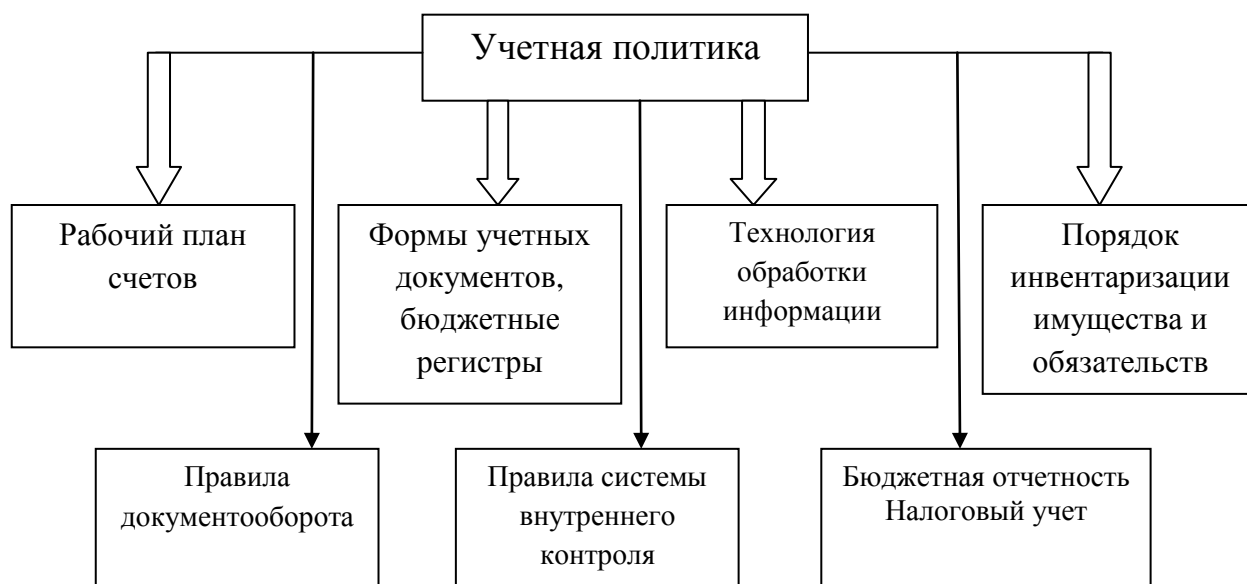 Учетная политика
Рабочий план
счетов
Формы учетных
документов,
бюджетные
регистры
Технология
обработки
информации
Порядок
инвентаризации
имущества и
обязательств
Правила
документооборота
Правила системы
внутреннего
контроля
Бюджетная отчетность
Налоговый учет